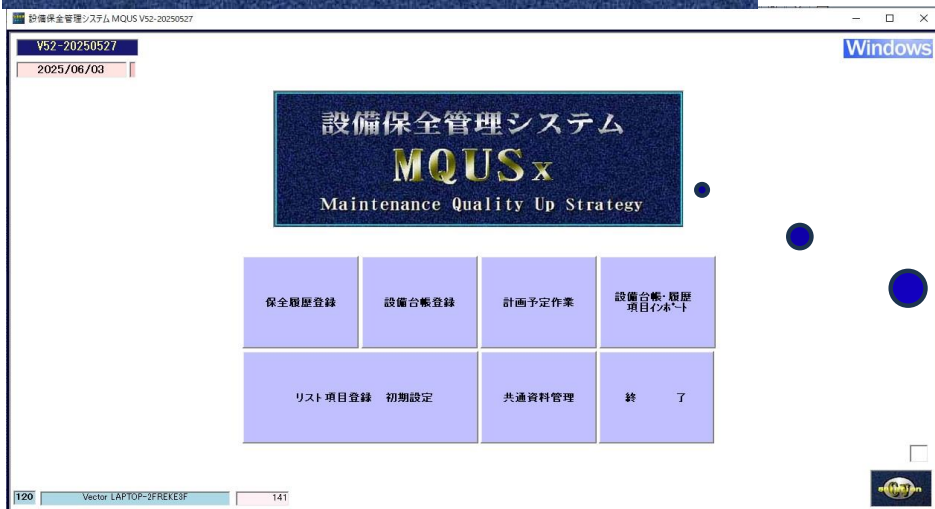 設備保全管理システム MQUS V52-20250527
V52-20250527
Windows
2025/06/03
設備保全管理システム
MQUSx
Maintenance Quality Up Strategy
保全履歴登録
設備台帳登録
計画予定作業
設備台帳・履歴
項目インポート
リスト項目登録 初期設定
共通資料管理
終 了
120
Vector LAPTOP-2FREKE3F
141